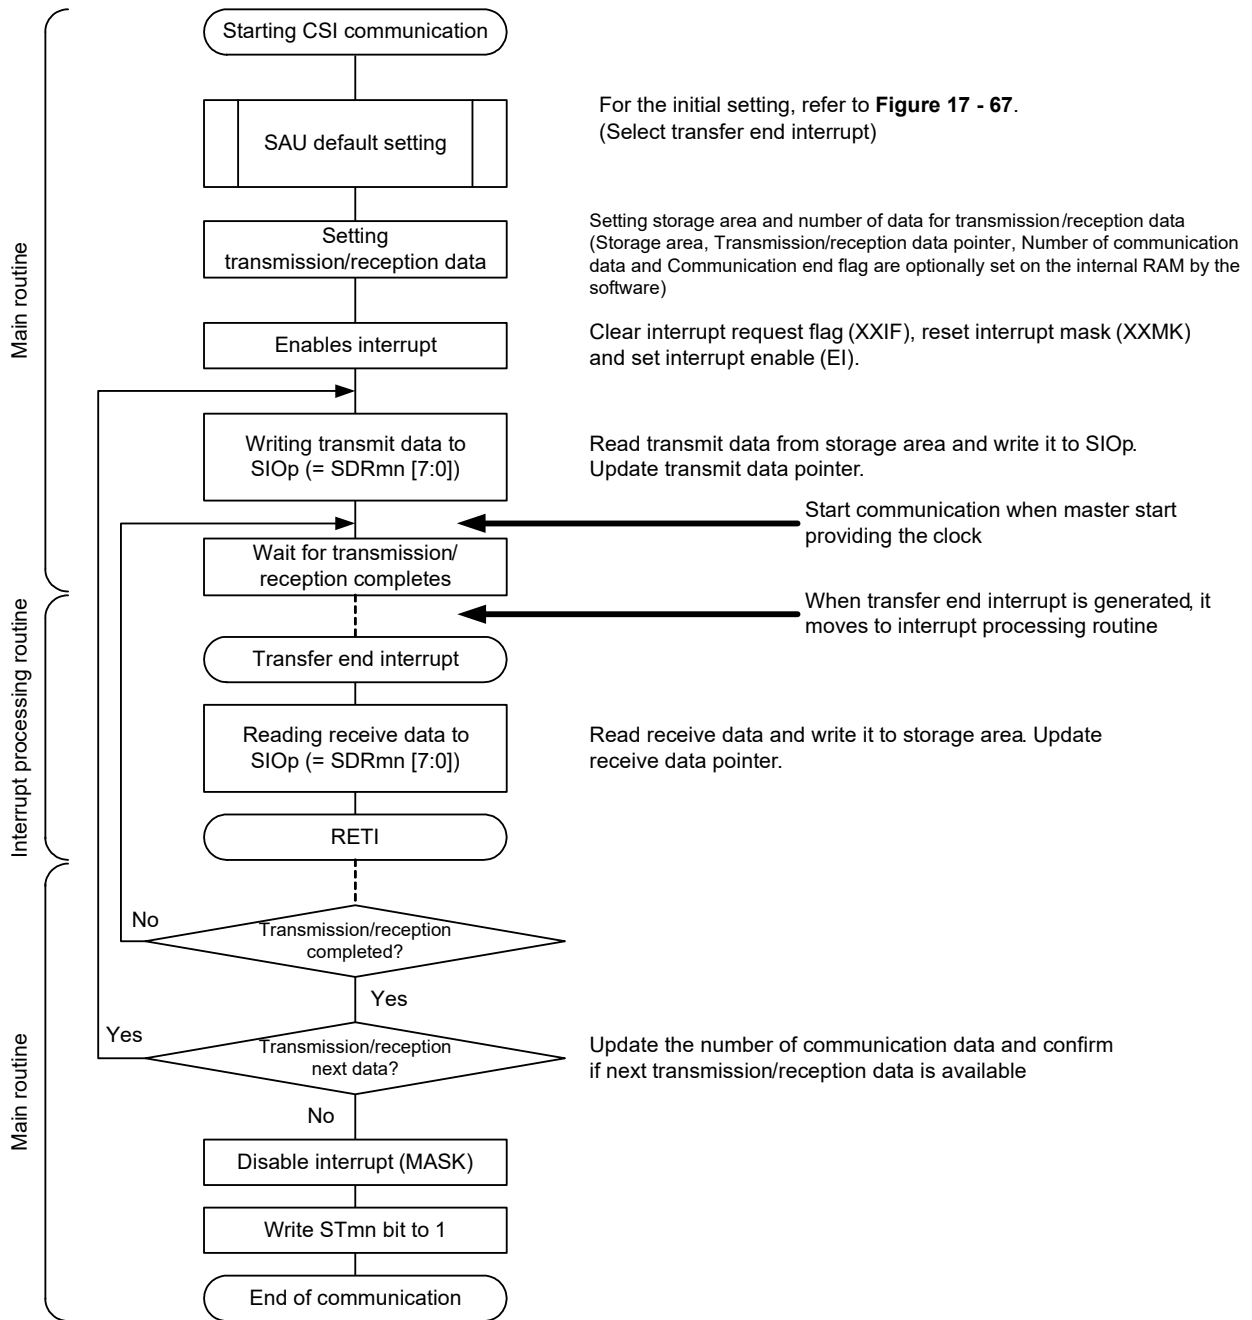 Starting CSI communication
For the initial setting, refer to Figure 17 - 67.
(Select transfer end interrupt)
SAU default setting
Setting storage area and number of data for transmission/reception data
(Storage area, Transmission/reception data pointer, Number of communication
data and Communication end flag are optionally set on the internal RAM by the
software)
Setting
transmission/reception data
Main routine
Enables interrupt
Clear interrupt request flag (XXIF), reset interrupt mask (XXMK)
and set interrupt enable (EI).
Writing transmit data to
SIOp (= SDRmn [7:0])
Read transmit data from storage area and write it to SIOp.
Update transmit data pointer.
Start communication when master start
providing the clock
Wait for transmission/
reception completes
When transfer end interrupt is generated, it
moves to interrupt processing routine
Transfer end interrupt
Interrupt processing routine
Reading receive data to
SIOp (= SDRmn [7:0])
Read receive data and write it to storage area. Update
receive data pointer.
RETI
No
Transmission/reception
completed?
Yes
Yes
Transmission/reception
next data?
Update the number of communication data and confirm
if next transmission/reception data is available
Main routine
No
Disable interrupt (MASK)
Write STmn bit to 1
End of communication